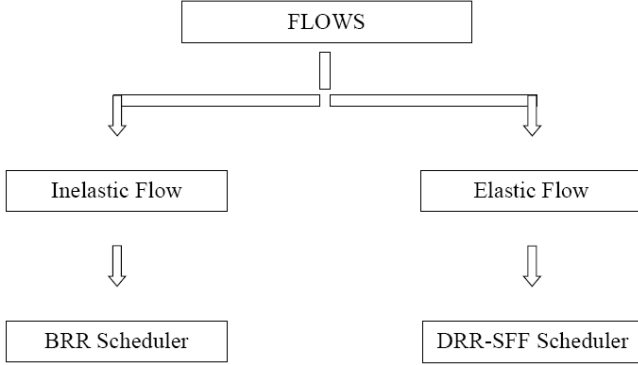 FLOWS
Inelastic Flow
Elastic Flow
BRR Scheduler
DRR-SFF Scheduler